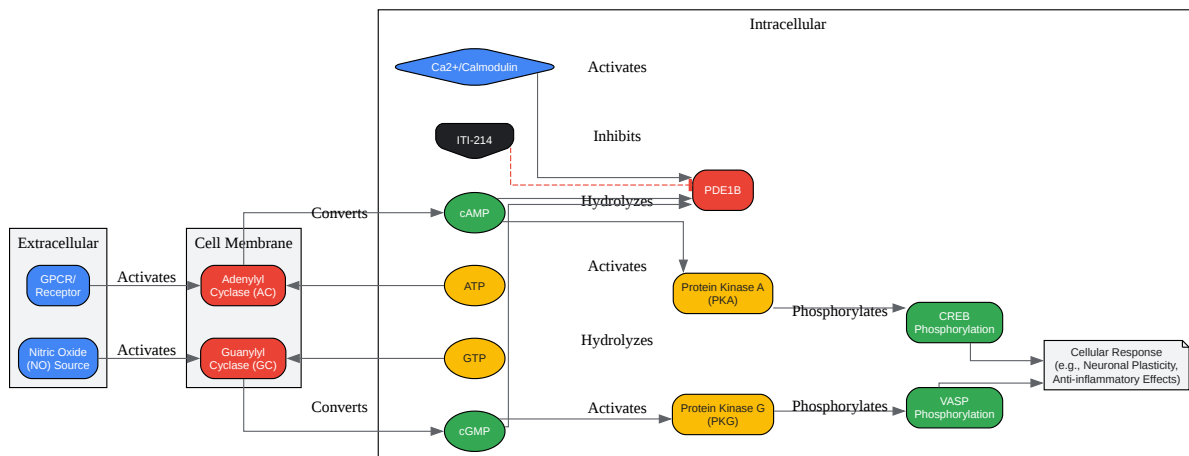 Intracellular
Ca2+/Calmodulin
Activates
ITI-214
Inhibits
PDE1B
Hydrolyzes
cAMP
Converts
Extracellular
Cell Membrane
GPCR/
Receptor
Activates
Adenylyl
Cyclase (AC)
ATP
Activates
Protein Kinase A
(PKA)
Phosphorylates
CREB
Phosphorylation
Nitric Oxide
(NO) Source
Activates
Guanylyl
Cyclase (GC)
GTP
Hydrolyzes
Cellular Response
(e.g., Neuronal Plasticity,
Anti-inflammatory Effects)
Converts
cGMP
Activates
Protein Kinase G
(PKG)
Phosphorylates
VASP
Phosphorylation